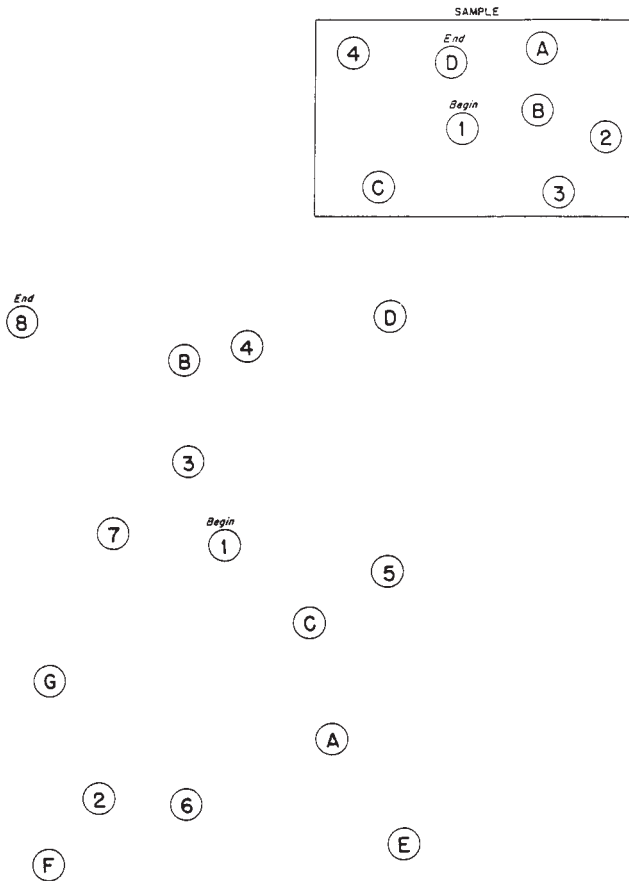 SAMPLE
End
4 D A
Begin
1 B 2
C 3
End
8 D
B 4
3
Begin
7 1
5
C
G
A
2 6
E
F